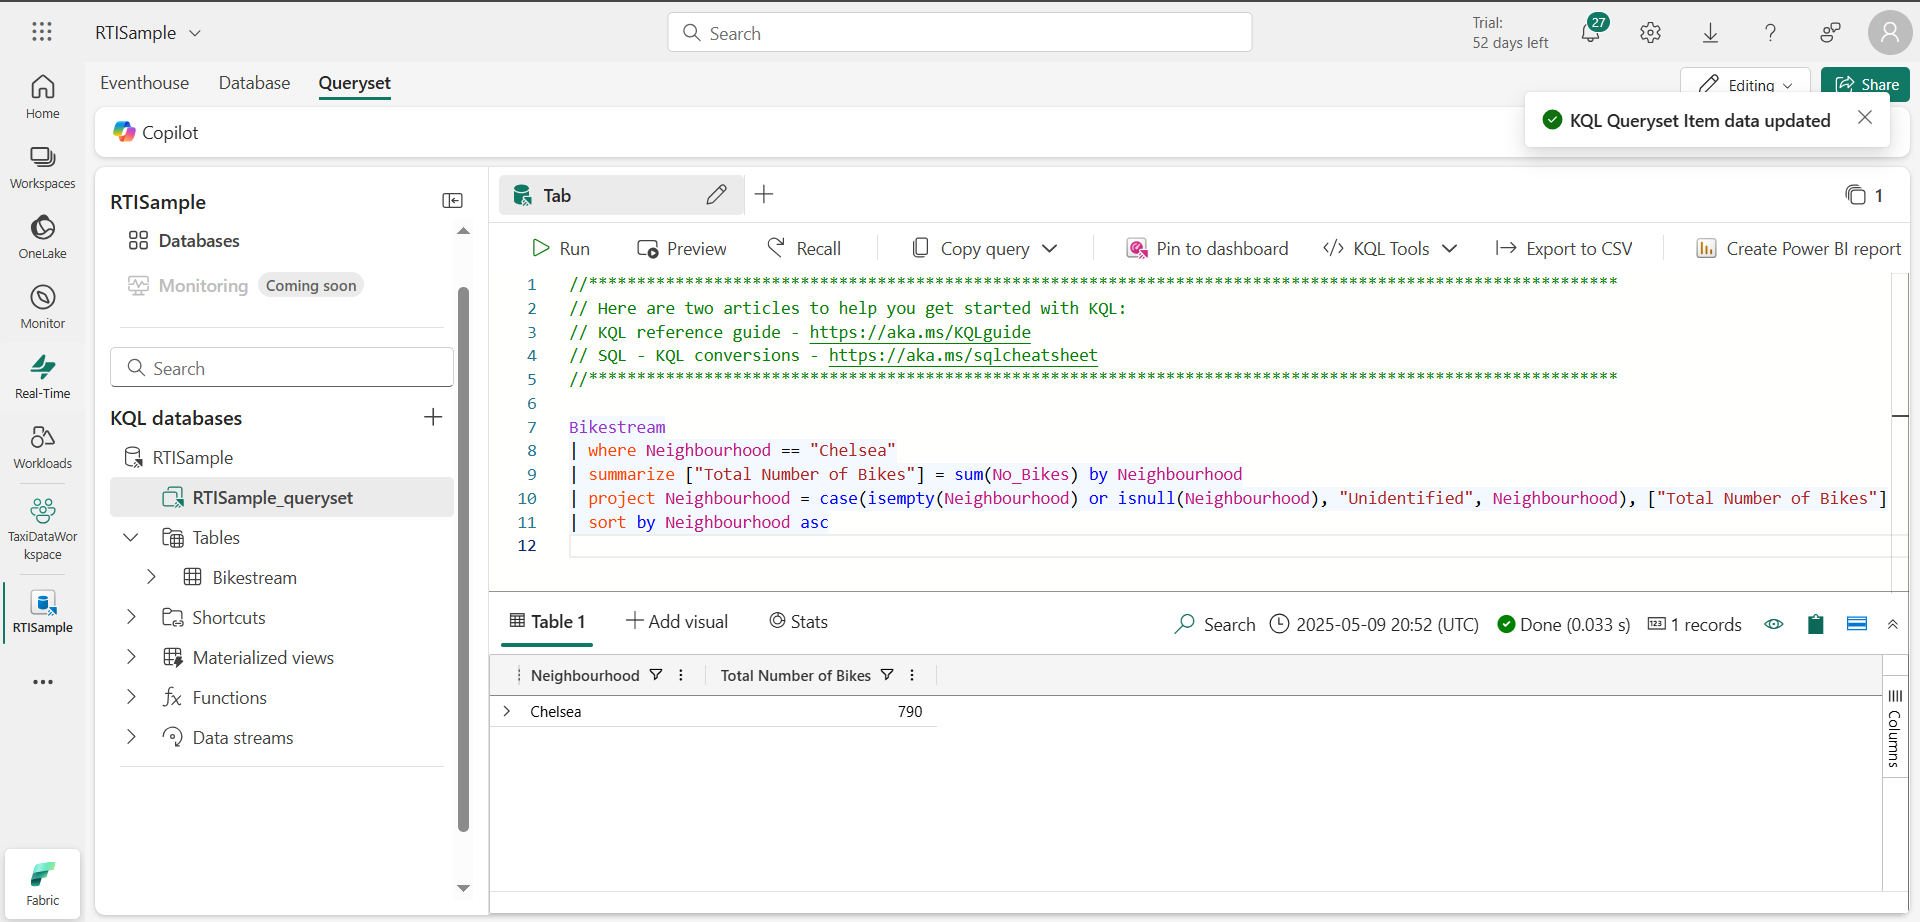 RTISample
Search
Trial:
52 days left
27
Home
Workspaces
OneLake
Monitor
Real-Time
Workloads
TaxiDataWor
kspace
RTISample
Fabric
Eventhouse
Database
Queryset
Editing
Share
Copilot
KQL Queryset Item data updated
RTISample
Databases
Monitoring
Coming soon
Search
KQL databases
RTISample
RTISample_queryset
Tables
Bikestream
Shortcuts
Materialized views
Functions
Data streams
Tab
1
Run
Preview
Recall
Copy query
Pin to dashboard
KQL Tools
Export to CSV
Create Power BI report
1 //***********************************************************************************************************
2 // Here are two articles to help you get started with KQL:
3 // KQL reference guide - https://aka.ms/KQLguide
4 // SQL - KQL conversions - https://aka.ms/sqlcheatsheet
5 //***********************************************************************************************************
6
7 Bikestream
8 | where Neighbourhood == "Chelsea"
9 | summarize ["Total Number of Bikes"] = sum(No_Bikes) by Neighbourhood
10 | project Neighbourhood = case(isempty(Neighbourhood) or isnull(Neighbourhood), "Unidentified", Neighbourhood), ["Total Number of Bikes"]
11 | sort by Neighbourhood asc
12
Table 1
Add visual
Stats
Search
2025-05-09 20:52 (UTC)
Done (0.033 s)
1 records
Neighbourhood
Total Number of Bikes
Chelsea
790
Columns